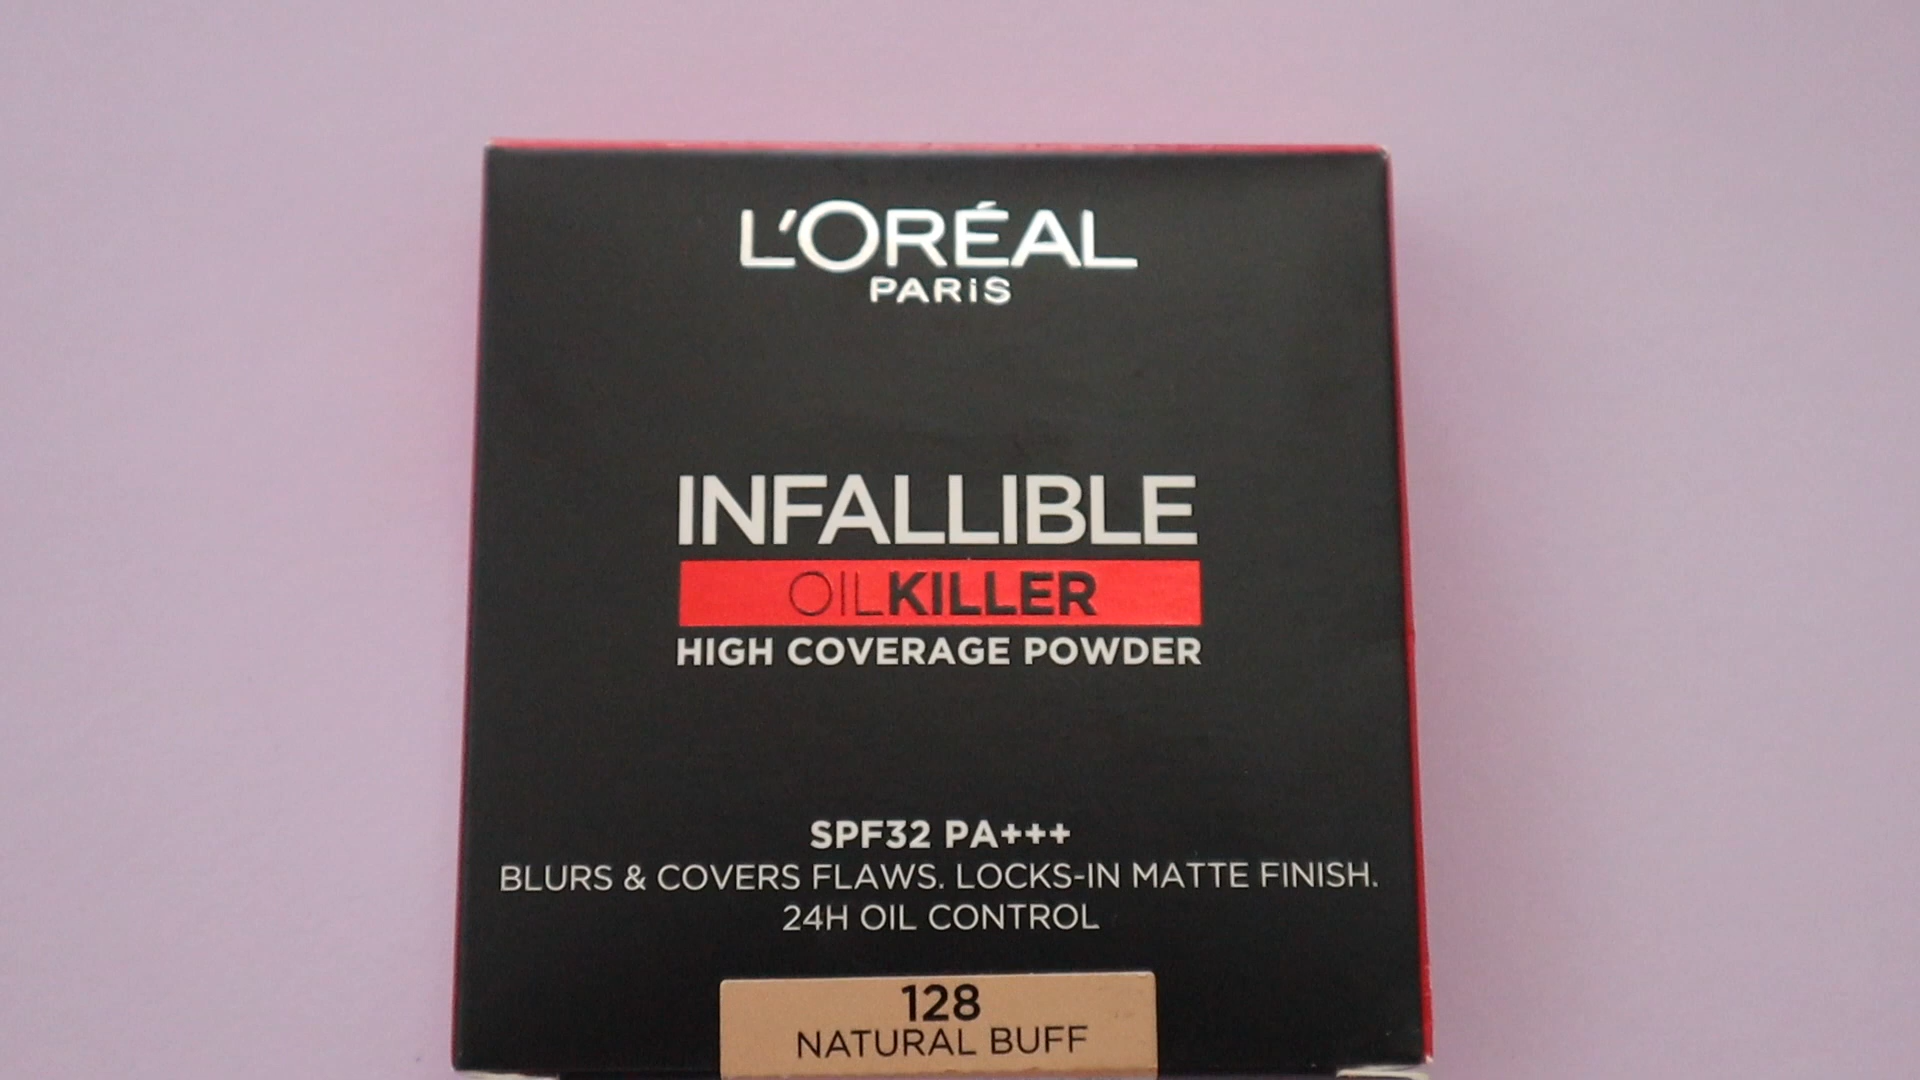 L'ORÉAL
PARiS
INFALLIBLE
OILKILLER
HIGH COVERAGE POWDER
SPF32 PA+++
BLURS & COVERS FLAWS. LOCKS-IN MATTE FINISH.
24H OIL CONTROL
128
NATURAL BUFF